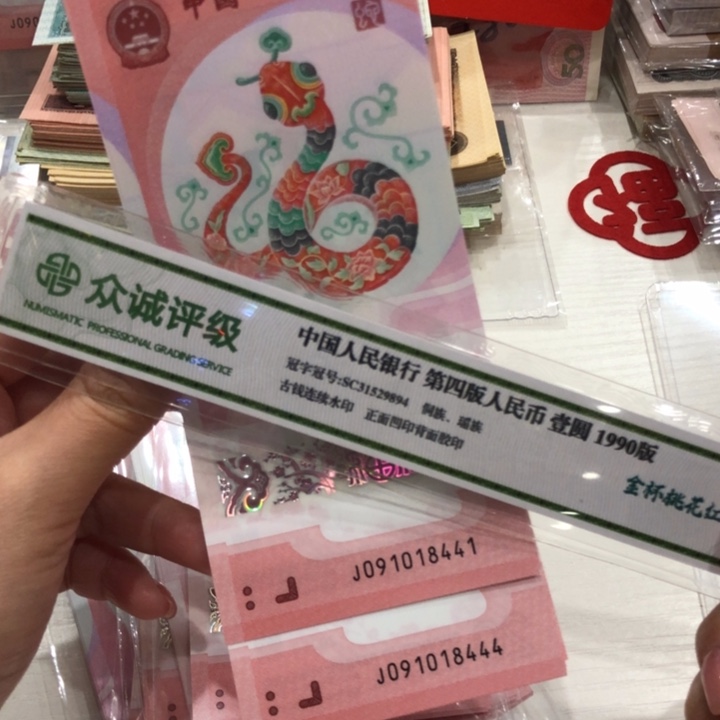 中国
50
众诚评级
NUMISMATIC PROFESSIONAL GRADING SERVICE
中国人民银行 第四版人民币 壹圆 1990版
冠字冠号:SC31529894 侗族、瑶族
古钱连续水印 正面凹印背面胶印
金杯桃花红
J091018441
J091018444